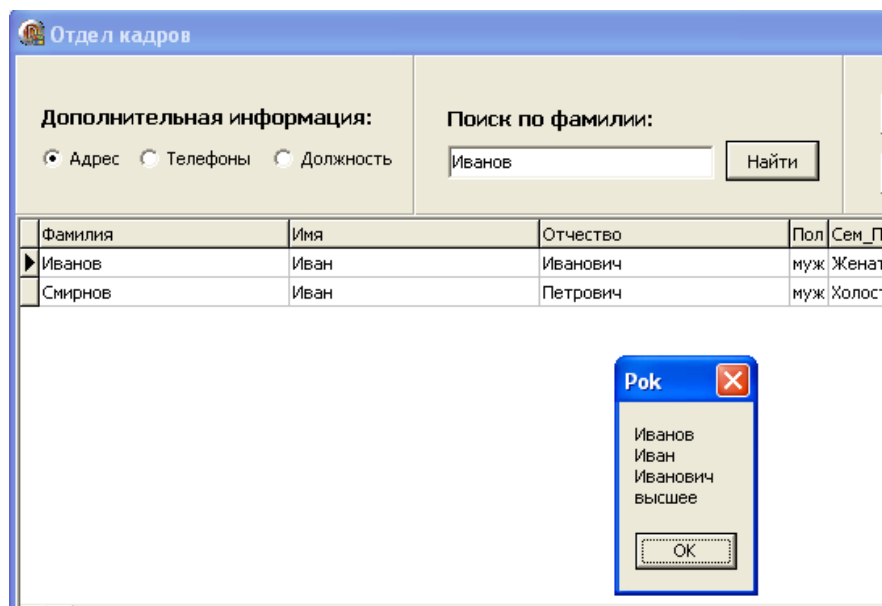 Отдел кадров
Дополнительная информация:
Адрес Телефоны Должность
Поиск по фамилии:
Иванов Найти
Фамилия Имя Отчество Пол Сем_П
Иванов Иван Иванович муж Женат
Смирнов Иван Петрович муж Холост
Pok
Иванов
Иван
Иванович
высшее
OK